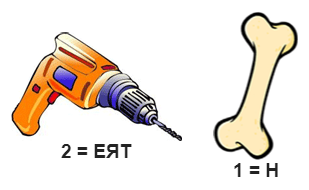 2 = ЕЯТ
1 = Н